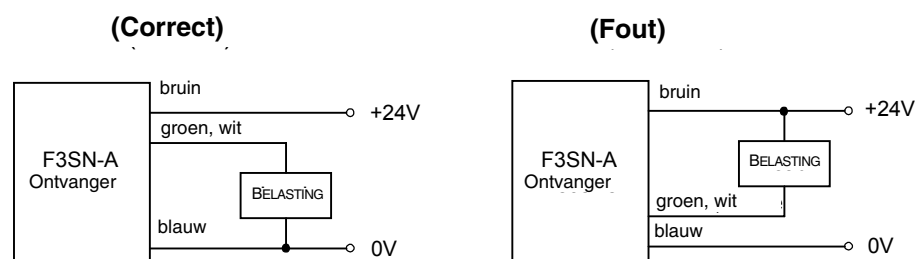 (Correct)
bruin
+24V
groen, wit
F3SN-A
Ontvanger
BELASTING
blauw
0V
(Fout)
bruin
+24V
F3SN-A
Ontvanger
BELASTING
groen, wit
blauw
0V